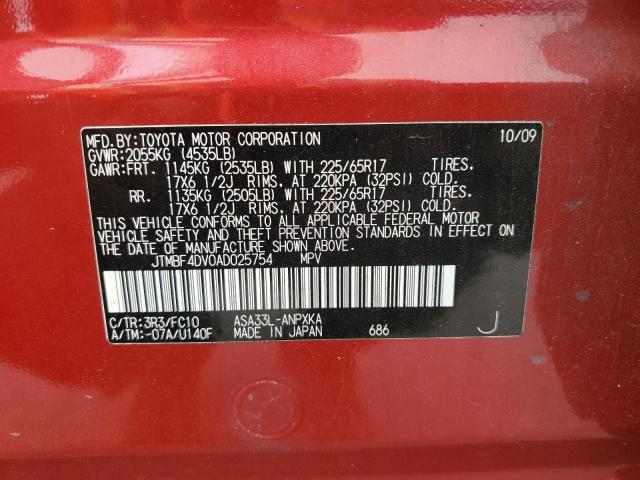 MFD.BY:TOYOTA MOTOR CORPORATION 10/09
GVWR:2055KG (4535LB)
GAWR:FRT. 1145KG (2535LB) WITH 225/65R17 TIRES.
17X6 1/2J RIMS. AT 220KPA (32PSI) COLD.
RR. 1135KG (2505LB) WITH 225/65R17 TIRES.
17X6 1/2J RIMS. AT 220KPA (32PSI) COLD.
THIS VEHICLE CONFORMS TO ALL APPLICABLE FEDERAL MOTOR
VEHICLE SAFETY AND THEFT PREVENTION STANDARDS IN EFFECT ON
THE DATE OF MANUFACTURE SHOWN ABOVE.
JTMBF4DV0AD025754 MPV
C/TR:3R3/FC10 ASA33L-ANPXKA
A/TM:-07A/U140F MADE IN JAPAN 686 J